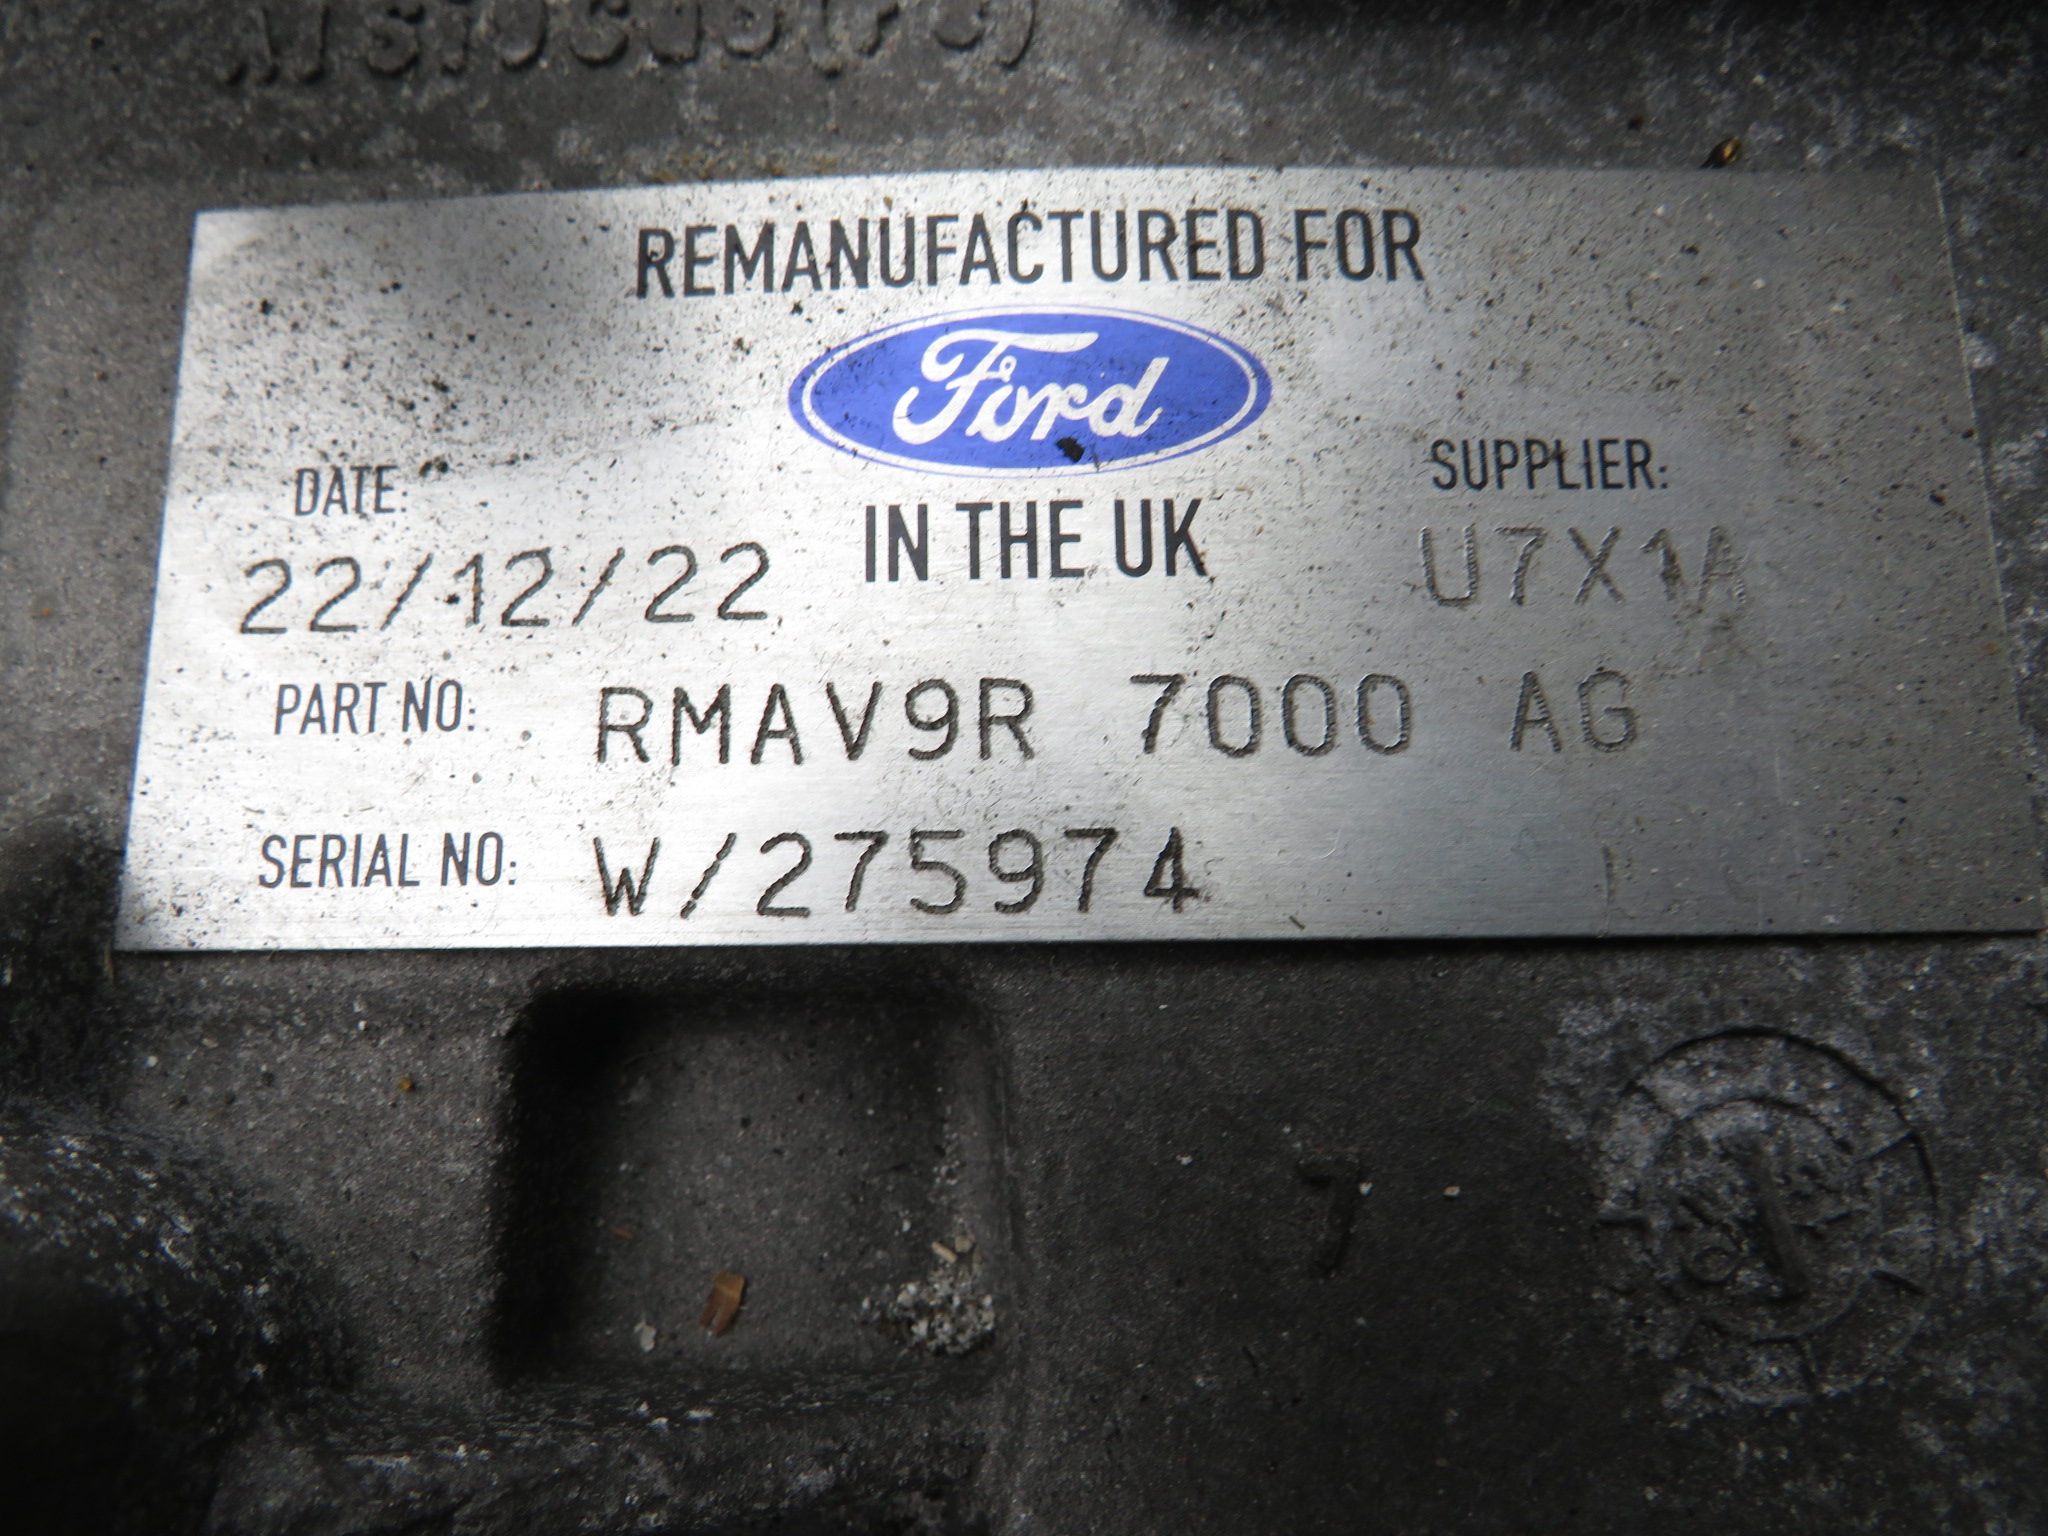 REMANUFACTURED FOR
Ford
IN THE UK
DATE:
22/12/22
SUPPLIER:
U7X1A
PART NO: RMAV9R 7000 AG
SERIAL NO: W/275974